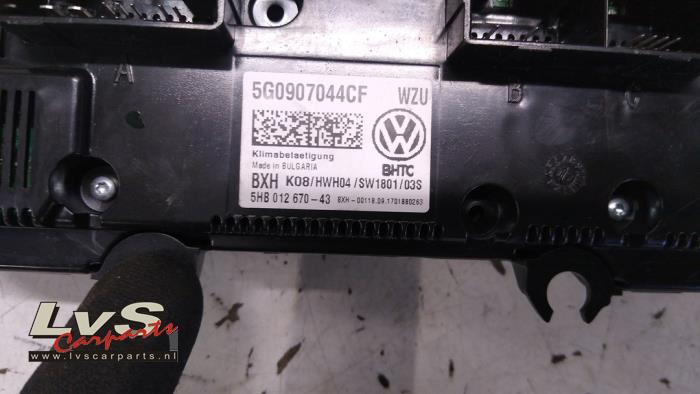 A
B
C
5G0907044CF WZU
Klimabelaetigung
Made in BULGARIA
BHTC
BXH K08/HWH04/SW1801/03S
5HB 012 670-43 BXH-00118.09.1701880263
LvS
Carparts
www.lvscarparts.nl